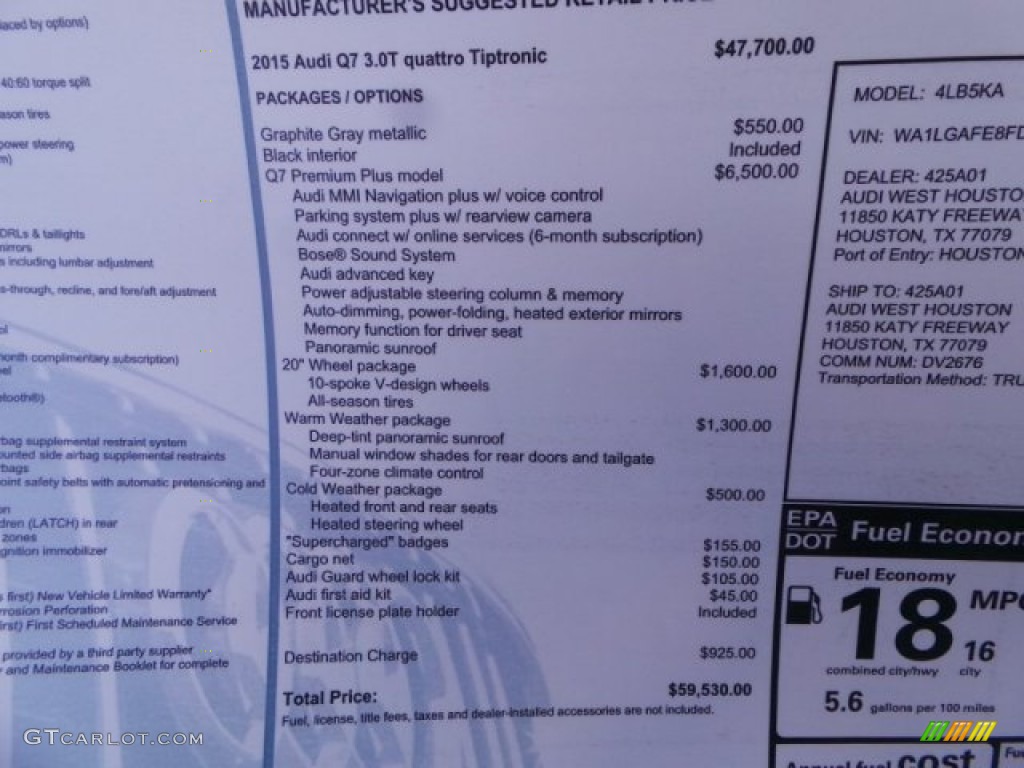 laced by options)
40:60 torque split
ason tires
power steering
m)
DRLs & taillights
mirrors
s including lumbar adjustment
s-through, recline, and fore/aft adjustment
ol
month complimentary subscription)
el
etooth®)
bag supplemental restraint system
ounted side airbag supplemental restraints
bags
oint safety belts with automatic pretensioning and
on
dren (LATCH) in rear
zones
gnition immobilizer
s first) New Vehicle Limited Warranty*
rrosion Perforation
first) First Scheduled Maintenance Service
provided by a third party supplier
y and Maintenance Booklet for complete
MANUFACTURER'S SUGGESTED RETAIL PRICE
2015 Audi Q7 3.0T quattro Tiptronic $47,700.00
PACKAGES / OPTIONS
Graphite Gray metallic $550.00
Black interior Included
Q7 Premium Plus model $6,500.00
Audi MMI Navigation plus w/ voice control
Parking system plus w/ rearview camera
Audi connect w/ online services (6-month subscription)
Bose® Sound System
Audi advanced key
Power adjustable steering column & memory
Auto-dimming, power-folding, heated exterior mirrors
Memory function for driver seat
Panoramic sunroof
20" Wheel package $1,600.00
10-spoke V-design wheels
All-season tires
Warm Weather package $1,300.00
Deep-tint panoramic sunroof
Manual window shades for rear doors and tailgate
Four-zone climate control
Cold Weather package $500.00
Heated front and rear seats
Heated steering wheel
"Supercharged" badges $155.00
Cargo net $150.00
Audi Guard wheel lock kit $105.00
Audi first aid kit $45.00
Front license plate holder Included
Destination Charge $925.00
Total Price: $59,530.00
Fuel, license, title fees, taxes and dealer-installed accessories are not included.
MODEL: 4LB5KA
VIN: WA1LGAFE8FD
DEALER: 425A01
AUDI WEST HOUSTO
11850 KATY FREEWA
HOUSTON, TX 77079
Port of Entry: HOUSTON
SHIP TO: 425A01
AUDI WEST HOUSTON
11850 KATY FREEWAY
HOUSTON, TX 77079
COMM NUM: DV2676
Transportation Method: TRU
EPA
DOT Fuel Econom
Fuel Economy
18 MPG
16
combined city/hwy city
5.6 gallons per 100 miles
Annual fuel cost
Fue
GTCARLOT.COM